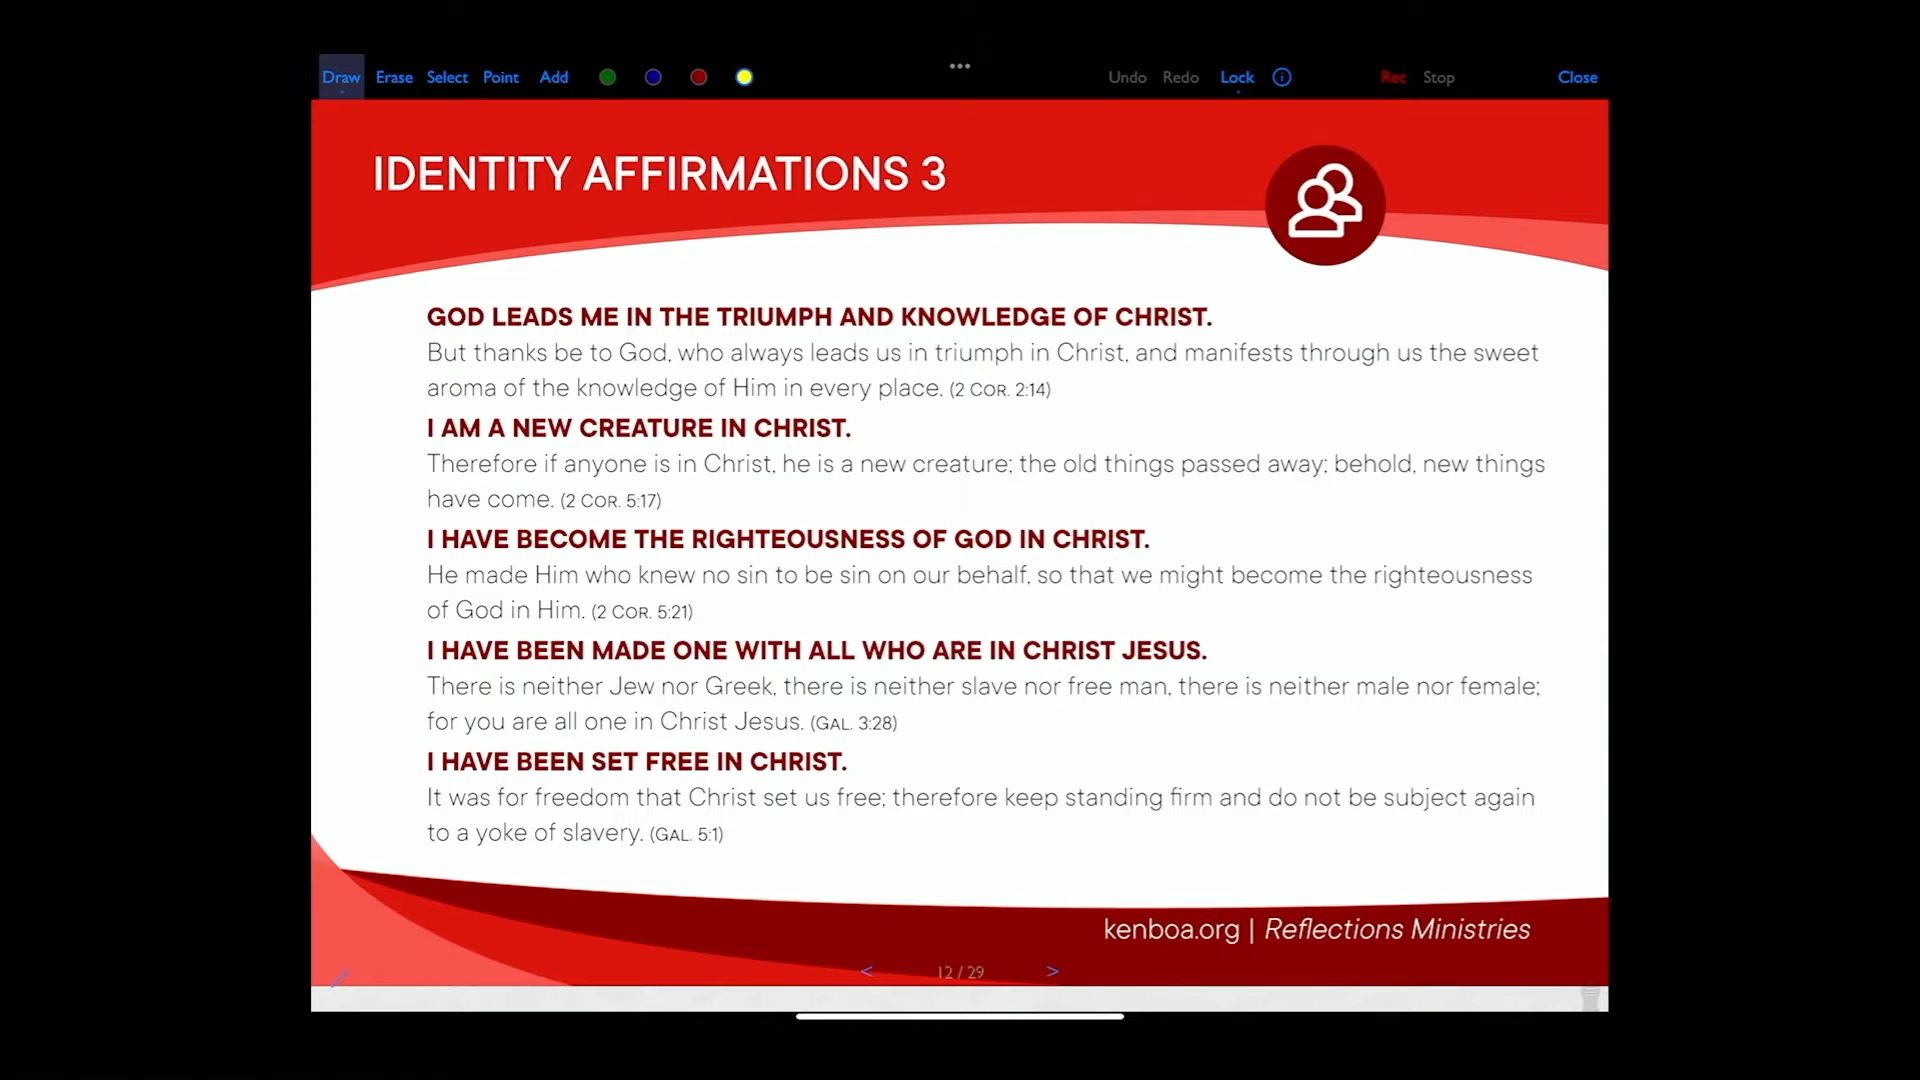 Draw Erase Select Point Add ••• Undo Redo Lock Rec Stop Close
IDENTITY AFFIRMATIONS 3
GOD LEADS ME IN THE TRIUMPH AND KNOWLEDGE OF CHRIST.
But thanks be to God, who always leads us in triumph in Christ, and manifests through us the sweet
aroma of the knowledge of Him in every place. (2 COR. 2:14)
I AM A NEW CREATURE IN CHRIST.
Therefore if anyone is in Christ, he is a new creature; the old things passed away; behold, new things
have come. (2 COR. 5:17)
I HAVE BECOME THE RIGHTEOUSNESS OF GOD IN CHRIST.
He made Him who knew no sin to be sin on our behalf, so that we might become the righteousness
of God in Him. (2 COR. 5:21)
I HAVE BEEN MADE ONE WITH ALL WHO ARE IN CHRIST JESUS.
There is neither Jew nor Greek, there is neither slave nor free man, there is neither male nor female;
for you are all one in Christ Jesus. (GAL. 3:28)
I HAVE BEEN SET FREE IN CHRIST.
It was for freedom that Christ set us free; therefore keep standing firm and do not be subject again
to a yoke of slavery. (GAL. 5:1)
kenboa.org | Reflections Ministries
< 12 / 29 >